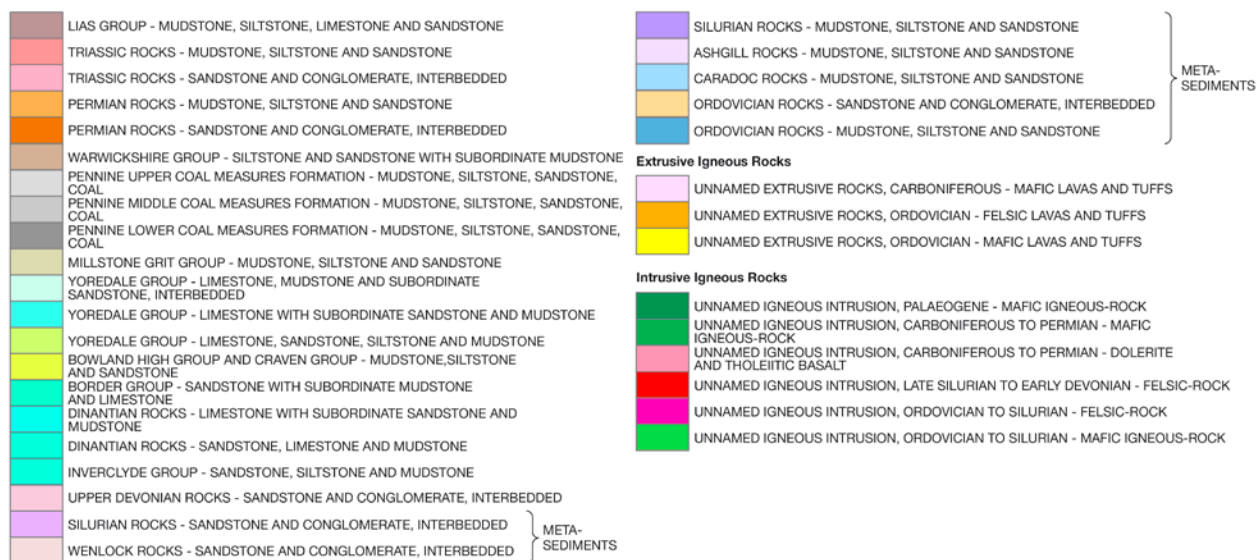 LIAS GROUP - MUDSTONE, SILTSTONE, LIMESTONE AND SANDSTONE
TRIASSIC ROCKS - MUDSTONE, SILTSTONE AND SANDSTONE
TRIASSIC ROCKS - SANDSTONE AND CONGLOMERATE, INTERBEDDED
PERMIAN ROCKS - MUDSTONE, SILTSTONE AND SANDSTONE
PERMIAN ROCKS - SANDSTONE AND CONGLOMERATE, INTERBEDDED
WARWICKSHIRE GROUP - SILTSTONE AND SANDSTONE WITH SUBORDINATE MUDSTONE
PENNINE UPPER COAL MEASURES FORMATION - MUDSTONE, SILTSTONE, SANDSTONE,
COAL
PENNINE MIDDLE COAL MEASURES FORMATION - MUDSTONE, SILTSTONE, SANDSTONE,
COAL
PENNINE LOWER COAL MEASURES FORMATION - MUDSTONE, SILTSTONE, SANDSTONE,
COAL
MILLSTONE GRIT GROUP - MUDSTONE, SILTSTONE AND SANDSTONE
YOREDALE GROUP - LIMESTONE, MUDSTONE AND SUBORDINATE
SANDSTONE, INTERBEDDED
YOREDALE GROUP - LIMESTONE WITH SUBORDINATE SANDSTONE AND MUDSTONE
YOREDALE GROUP - LIMESTONE, SANDSTONE, SILTSTONE AND MUDSTONE
BOWLAND HIGH GROUP AND CRAVEN GROUP - MUDSTONE,SILTSTONE
AND SANDSTONE
BORDER GROUP - SANDSTONE WITH SUBORDINATE MUDSTONE
AND LIMESTONE
DINANTIAN ROCKS - LIMESTONE WITH SUBORDINATE SANDSTONE AND
MUDSTONE
DINANTIAN ROCKS - SANDSTONE, LIMESTONE AND MUDSTONE
INVERCLYDE GROUP - SANDSTONE, SILTSTONE AND MUDSTONE
UPPER DEVONIAN ROCKS - SANDSTONE AND CONGLOMERATE, INTERBEDDED
SILURIAN ROCKS - SANDSTONE AND CONGLOMERATE, INTERBEDDED
WENLOCK ROCKS - SANDSTONE AND CONGLOMERATE, INTERBEDDED
META-
SEDIMENTS
SILURIAN ROCKS - MUDSTONE, SILTSTONE AND SANDSTONE
ASHGILL ROCKS - MUDSTONE, SILTSTONE AND SANDSTONE
CARADOC ROCKS - MUDSTONE, SILTSTONE AND SANDSTONE
ORDOVICIAN ROCKS - SANDSTONE AND CONGLOMERATE, INTERBEDDED
ORDOVICIAN ROCKS - MUDSTONE, SILTSTONE AND SANDSTONE
META-
SEDIMENTS
Extrusive Igneous Rocks
UNNAMED EXTRUSIVE ROCKS, CARBONIFEROUS - MAFIC LAVAS AND TUFFS
UNNAMED EXTRUSIVE ROCKS, ORDOVICIAN - FELSIC LAVAS AND TUFFS
UNNAMED EXTRUSIVE ROCKS, ORDOVICIAN - MAFIC LAVAS AND TUFFS
Intrusive Igneous Rocks
UNNAMED IGNEOUS INTRUSION, PALAEOGENE - MAFIC IGNEOUS-ROCK
UNNAMED IGNEOUS INTRUSION, CARBONIFEROUS TO PERMIAN - MAFIC
IGNEOUS-ROCK
UNNAMED IGNEOUS INTRUSION, CARBONIFEROUS TO PERMIAN - DOLERITE
AND THOLEIITIC BASALT
UNNAMED IGNEOUS INTRUSION, LATE SILURIAN TO EARLY DEVONIAN - FELSIC-ROCK
UNNAMED IGNEOUS INTRUSION, ORDOVICIAN TO SILURIAN - FELSIC-ROCK
UNNAMED IGNEOUS INTRUSION, ORDOVICIAN TO SILURIAN - MAFIC IGNEOUS-ROCK